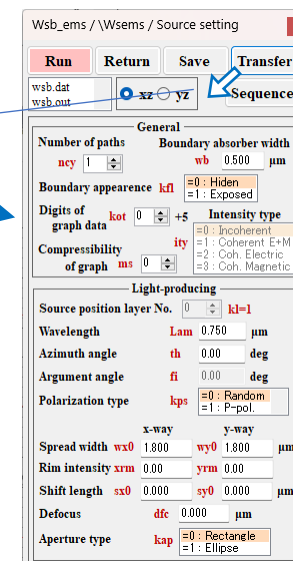 Wsb_ems / \Wsems / Source setting
Run Return Save Transfer
wsb.dat
wsb.out
xz yz Sequence
General
Number of paths Boundary absorber width
ncy 1 wb 0.500 μm
Boundary appearence kfl =0 : Hiden
=1 : Exposed
Digits of
graph data kot 0 +5 Intensity type
ity =0 : Incoherent
=1 : Coherent E+M
=2 : Coh. Electric
=3 : Coh. Magnetic
Compressibility
of graph ms 0
Light-producing
Source position layer No. 0 kl=1
Wavelength Lam 0.750 μm
Azimuth angle th 0.00 deg
Argument angle fi 0.00 deg
Polarization type kps =0 : Random
=1 : P-pol.
x-way y-way
Spread width wx0 1.800 wy0 1.800 μm
Rim intensity xrm 0.00 yrm 0.00
Shift length sx0 0.000 sy0 0.000 μm
Defocus dfc 0.000 μm
Aperture type kap =0 : Rectangle
=1 : Ellipse